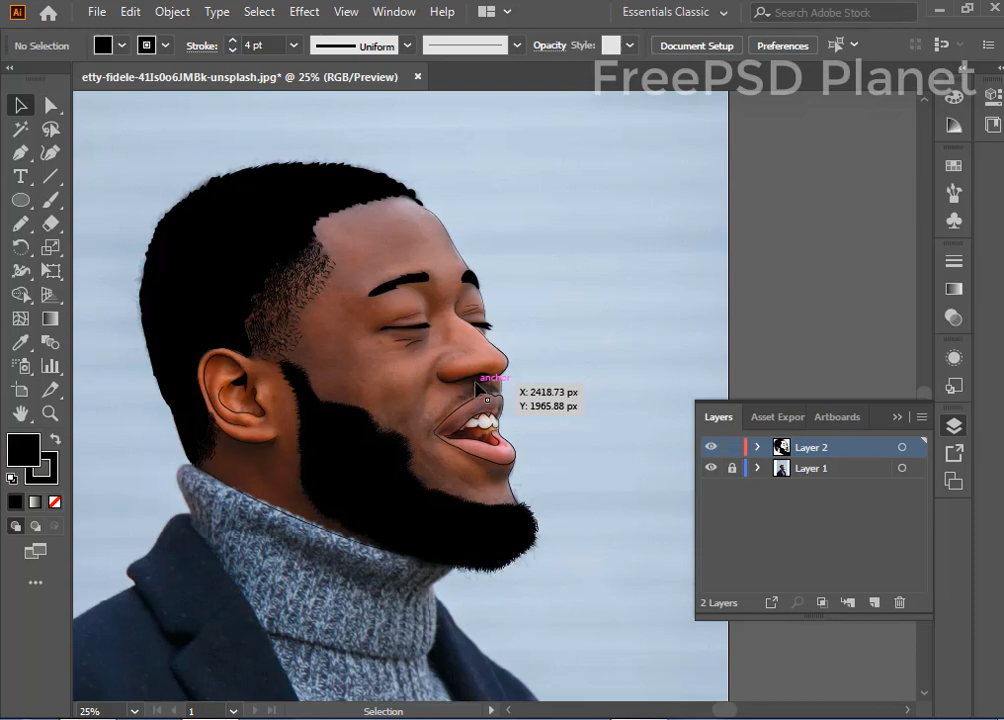 Ai File Edit Object Type Select Effect View Window Help Essentials Classic Search Adobe Stock
No Selection Stroke: 4 pt Uniform Opacity Style: Document Setup Preferences
etty-fidele-41Is0o6JMBk-unsplash.jpg* @ 25% (RGB/Preview)
FreePSD Planet
anchor
X: 2418.73 px
Y: 1965.88 px
Layers Asset Expor Artboards
Layer 2
Layer 1
2 Layers
25% 1 Selection